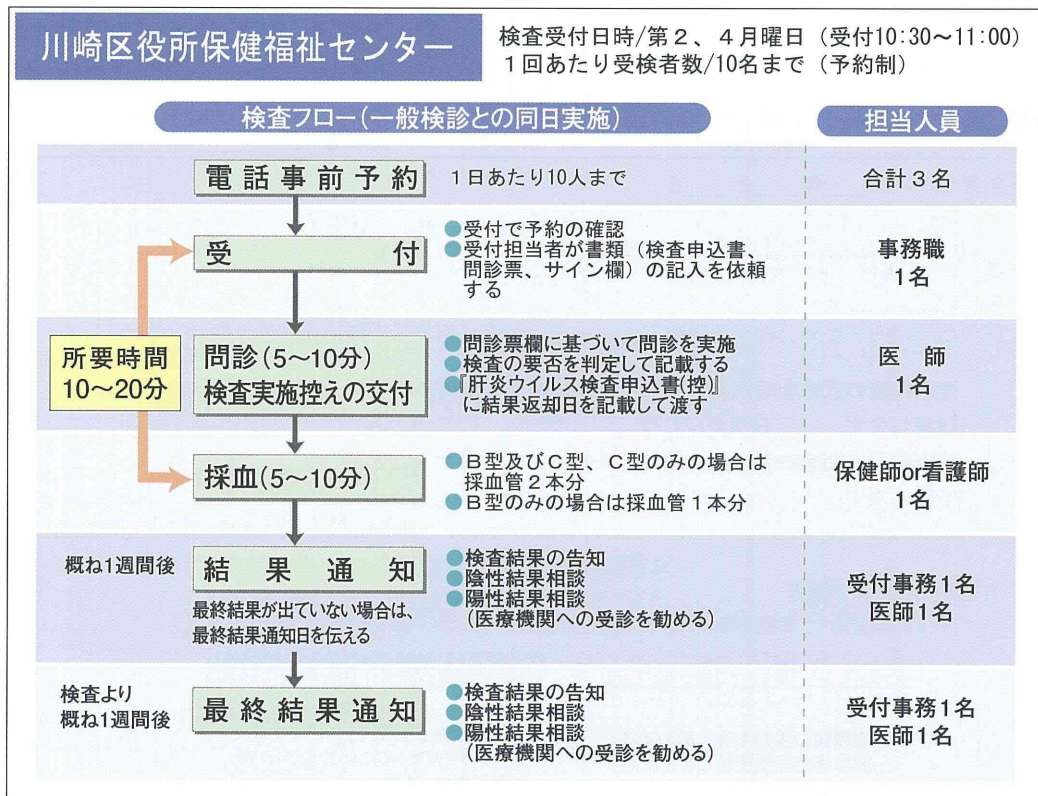 川崎区役所保健福祉センター
検査受付日時/第2、4月曜日（受付10:30～11:00）
1回あたり受検者数/10名まで（予約制）
検査フロー（一般検診との同日実施）
担当人員
電話事前予約
1日あたり10人まで
合計3名
受付
●受付で予約の確認
●受付担当者が書類（検査申込書、
問診票、サイン欄）の記入を依頼
する
事務職
1名
所要時間
10～20分
問診（5～10分）
検査実施控えの交付
●問診票欄に基づいて問診を実施
●検査の要否を判定して記載する
●『肝炎ウイルス検査申込書(控)』
に結果返却日を記載して渡す
医師
1名
採血（5～10分）
●B型及びC型、C型のみの場合は
採血管2本分
●B型のみの場合は採血管1本分
保健師or看護師
1名
概ね1週間後
結果通知
最終結果が出ていない場合は、
最終結果通知日を伝える
●検査結果の告知
●陰性結果相談
●陽性結果相談
(医療機関への受診を勧める)
受付事務1名
医師1名
検査より
概ね1週間後
最終結果通知
●検査結果の告知
●陰性結果相談
●陽性結果相談
(医療機関への受診を勧める)
受付事務1名
医師1名